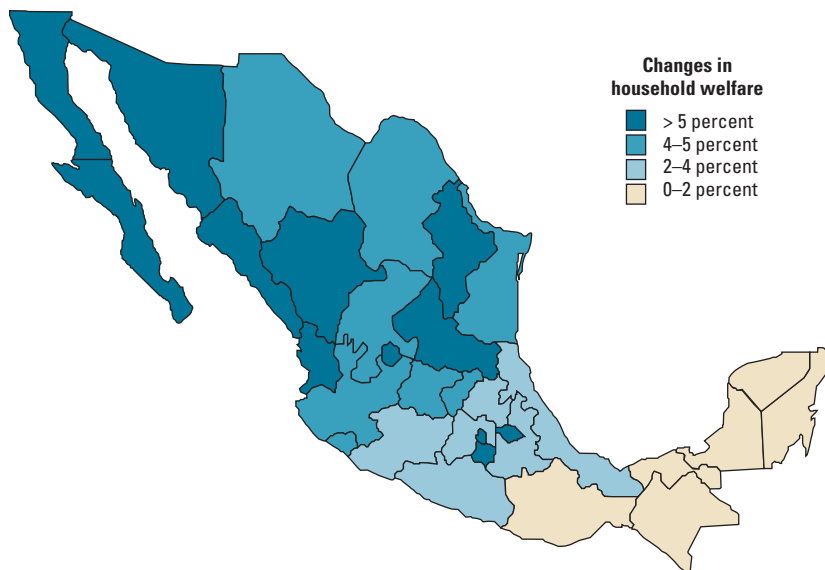 Changes in
household welfare
> 5 percent
4–5 percent
2–4 percent
0–2 percent